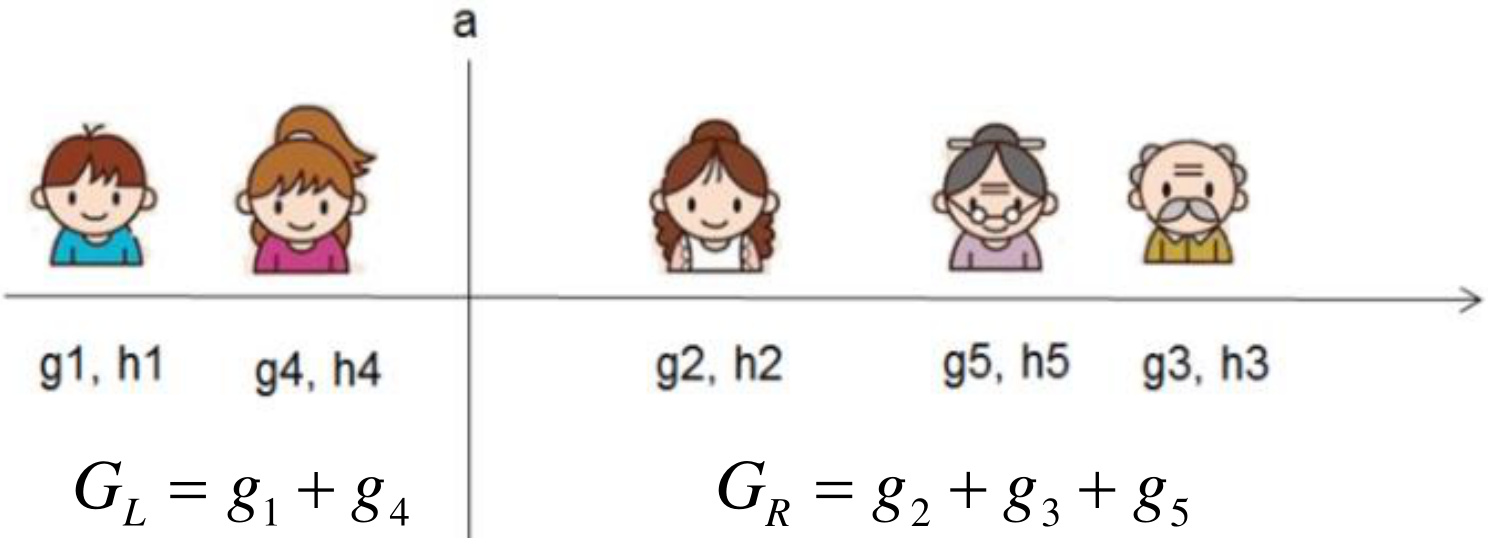 a
g1, h1 g4, h4 g2, h2 g5, h5 g3, h3
G_L = g_1 + g_4 G_R = g_2 + g_3 + g_5